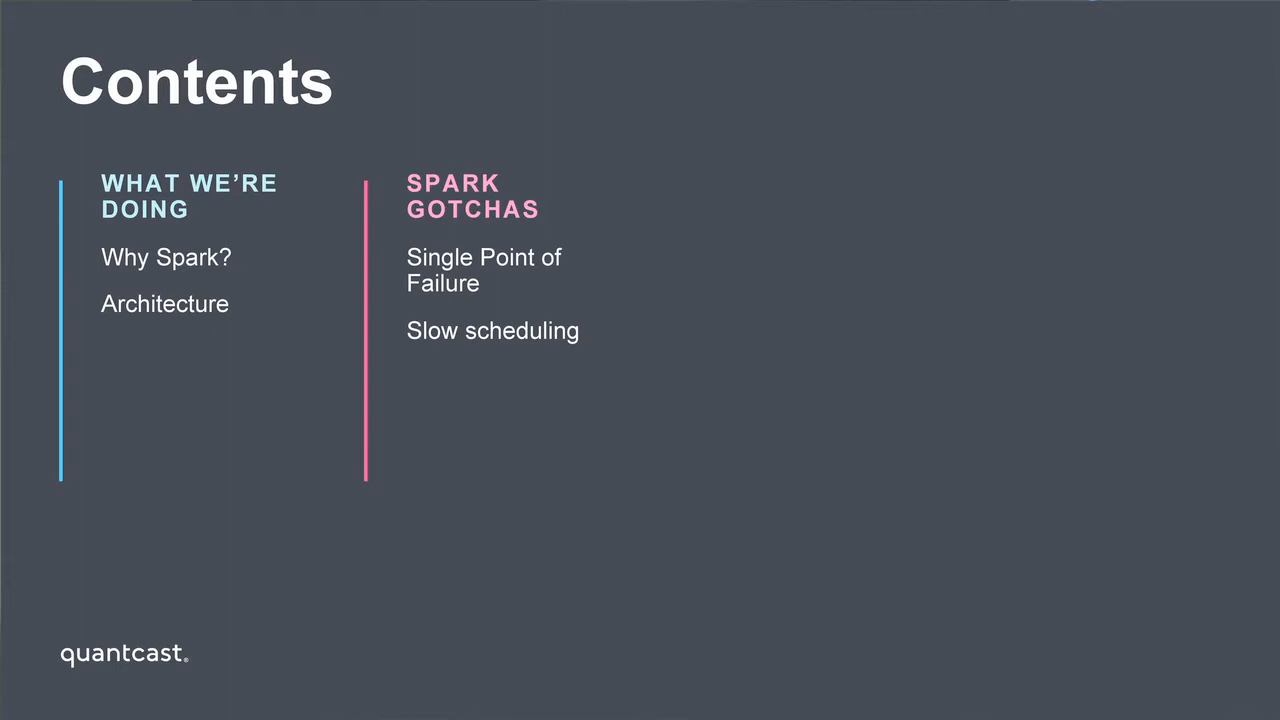 Contents
WHAT WE’RE
DOING
Why Spark?
Architecture
SPARK
GOTCHAS
Single Point of
Failure
Slow scheduling
quantcast®